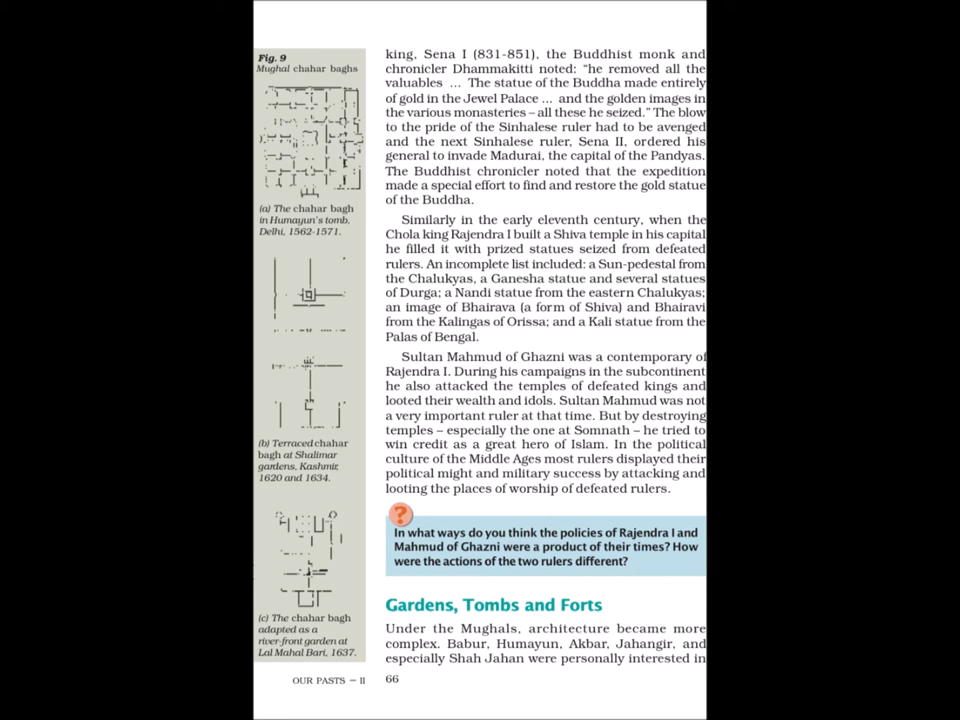 Fig. 9
Mughal chahar baghs
(a) The chahar bagh
in Humayun's tomb,
Delhi, 1562-1571.
(b) Terraced chahar
bagh at Shalimar
gardens, Kashmir,
1620 and 1634.
(c) The chahar bagh
adapted as a
river-front garden at
Lal Mahal Bari, 1637.
king, Sena I (831-851), the Buddhist monk and
chronicler Dhammakitti noted: “he removed all the
valuables ... The statue of the Buddha made entirely
of gold in the Jewel Palace ... and the golden images in
the various monasteries – all these he seized.” The blow
to the pride of the Sinhalese ruler had to be avenged
and the next Sinhalese ruler, Sena II, ordered his
general to invade Madurai, the capital of the Pandyas.
The Buddhist chronicler noted that the expedition
made a special effort to find and restore the gold statue
of the Buddha.
Similarly in the early eleventh century, when the
Chola king Rajendra I built a Shiva temple in his capital
he filled it with prized statues seized from defeated
rulers. An incomplete list included: a Sun-pedestal from
the Chalukyas, a Ganesha statue and several statues
of Durga; a Nandi statue from the eastern Chalukyas;
an image of Bhairava (a form of Shiva) and Bhairavi
from the Kalingas of Orissa; and a Kali statue from the
Palas of Bengal.
Sultan Mahmud of Ghazni was a contemporary of
Rajendra I. During his campaigns in the subcontinent
he also attacked the temples of defeated kings and
looted their wealth and idols. Sultan Mahmud was not
a very important ruler at that time. But by destroying
temples – especially the one at Somnath – he tried to
win credit as a great hero of Islam. In the political
culture of the Middle Ages most rulers displayed their
political might and military success by attacking and
looting the places of worship of defeated rulers.
?
In what ways do you think the policies of Rajendra I and
Mahmud of Ghazni were a product of their times? How
were the actions of the two rulers different?
Gardens, Tombs and Forts
Under the Mughals, architecture became more
complex. Babur, Humayun, Akbar, Jahangir, and
especially Shah Jahan were personally interested in
OUR PASTS – II 66